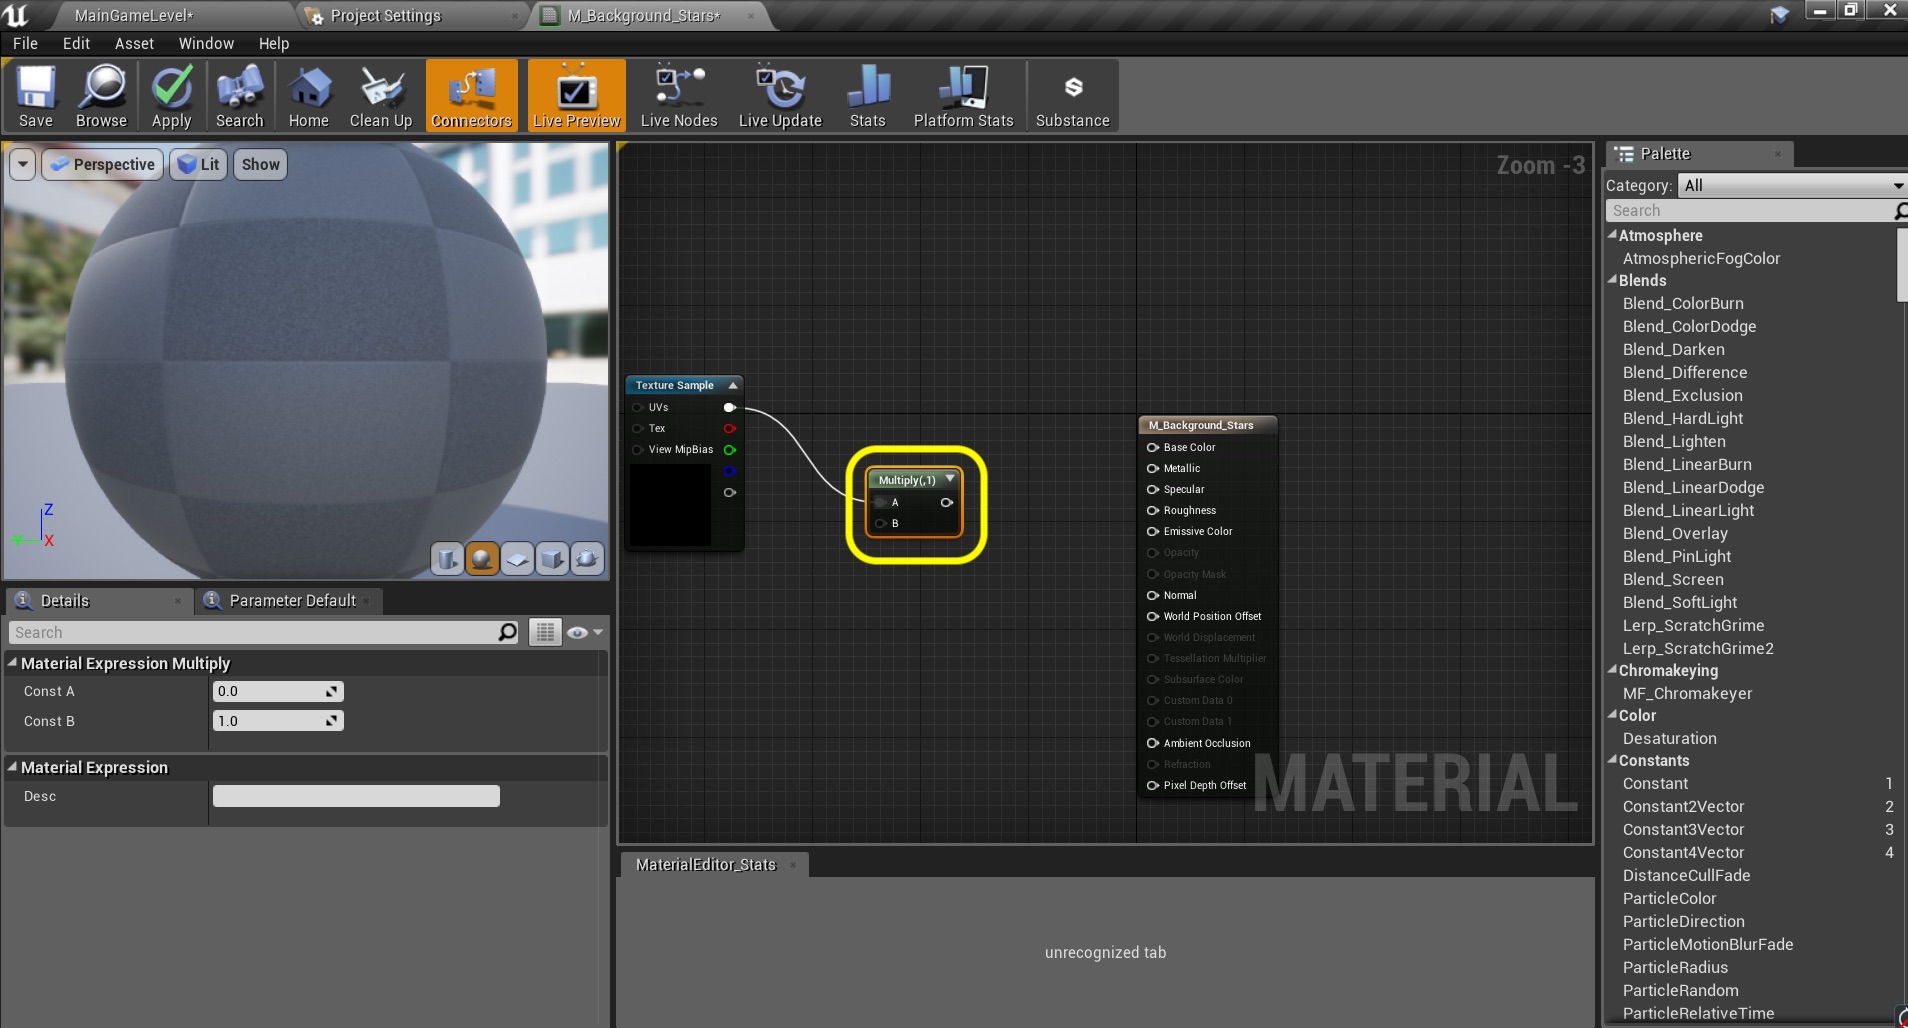 MainGameLevel*
Project Settings
M_Background_Stars*
File Edit Asset Window Help
Save Browse Apply Search Home Clean Up Connectors Live Preview Live Nodes Live Update Stats Platform Stats Substance
Perspective Lit Show
Z
Y X
Zoom -3
Texture Sample
UVs
Tex
View MipBias
Multiply(,1)
A
B
M_Background_Stars
Base Color
Metallic
Specular
Roughness
Emissive Color
Opacity
Opacity Mask
Normal
World Position Offset
World Displacement
Tessellation Multiplier
Subsurface Color
Custom Data 0
Custom Data 1
Ambient Occlusion
Refraction
Pixel Depth Offset
MATERIAL
Details
Parameter Default
Search
Material Expression Multiply
Const A 0.0
Const B 1.0
Material Expression
Desc
MaterialEditor_Stats
unrecognized tab
Palette
Category: All
Search
Atmosphere
AtmosphericFogColor
Blends
Blend_ColorBurn
Blend_ColorDodge
Blend_Darken
Blend_Difference
Blend_Exclusion
Blend_HardLight
Blend_Lighten
Blend_LinearBurn
Blend_LinearDodge
Blend_LinearLight
Blend_Overlay
Blend_PinLight
Blend_Screen
Blend_SoftLight
Lerp_ScratchGrime
Lerp_ScratchGrime2
Chromakeying
MF_Chromakeyer
Color
Desaturation
Constants
Constant 1
Constant2Vector 2
Constant3Vector 3
Constant4Vector 4
DistanceCullFade
ParticleColor
ParticleDirection
ParticleMotionBlurFade
ParticleRadius
ParticleRandom
ParticleRelativeTime